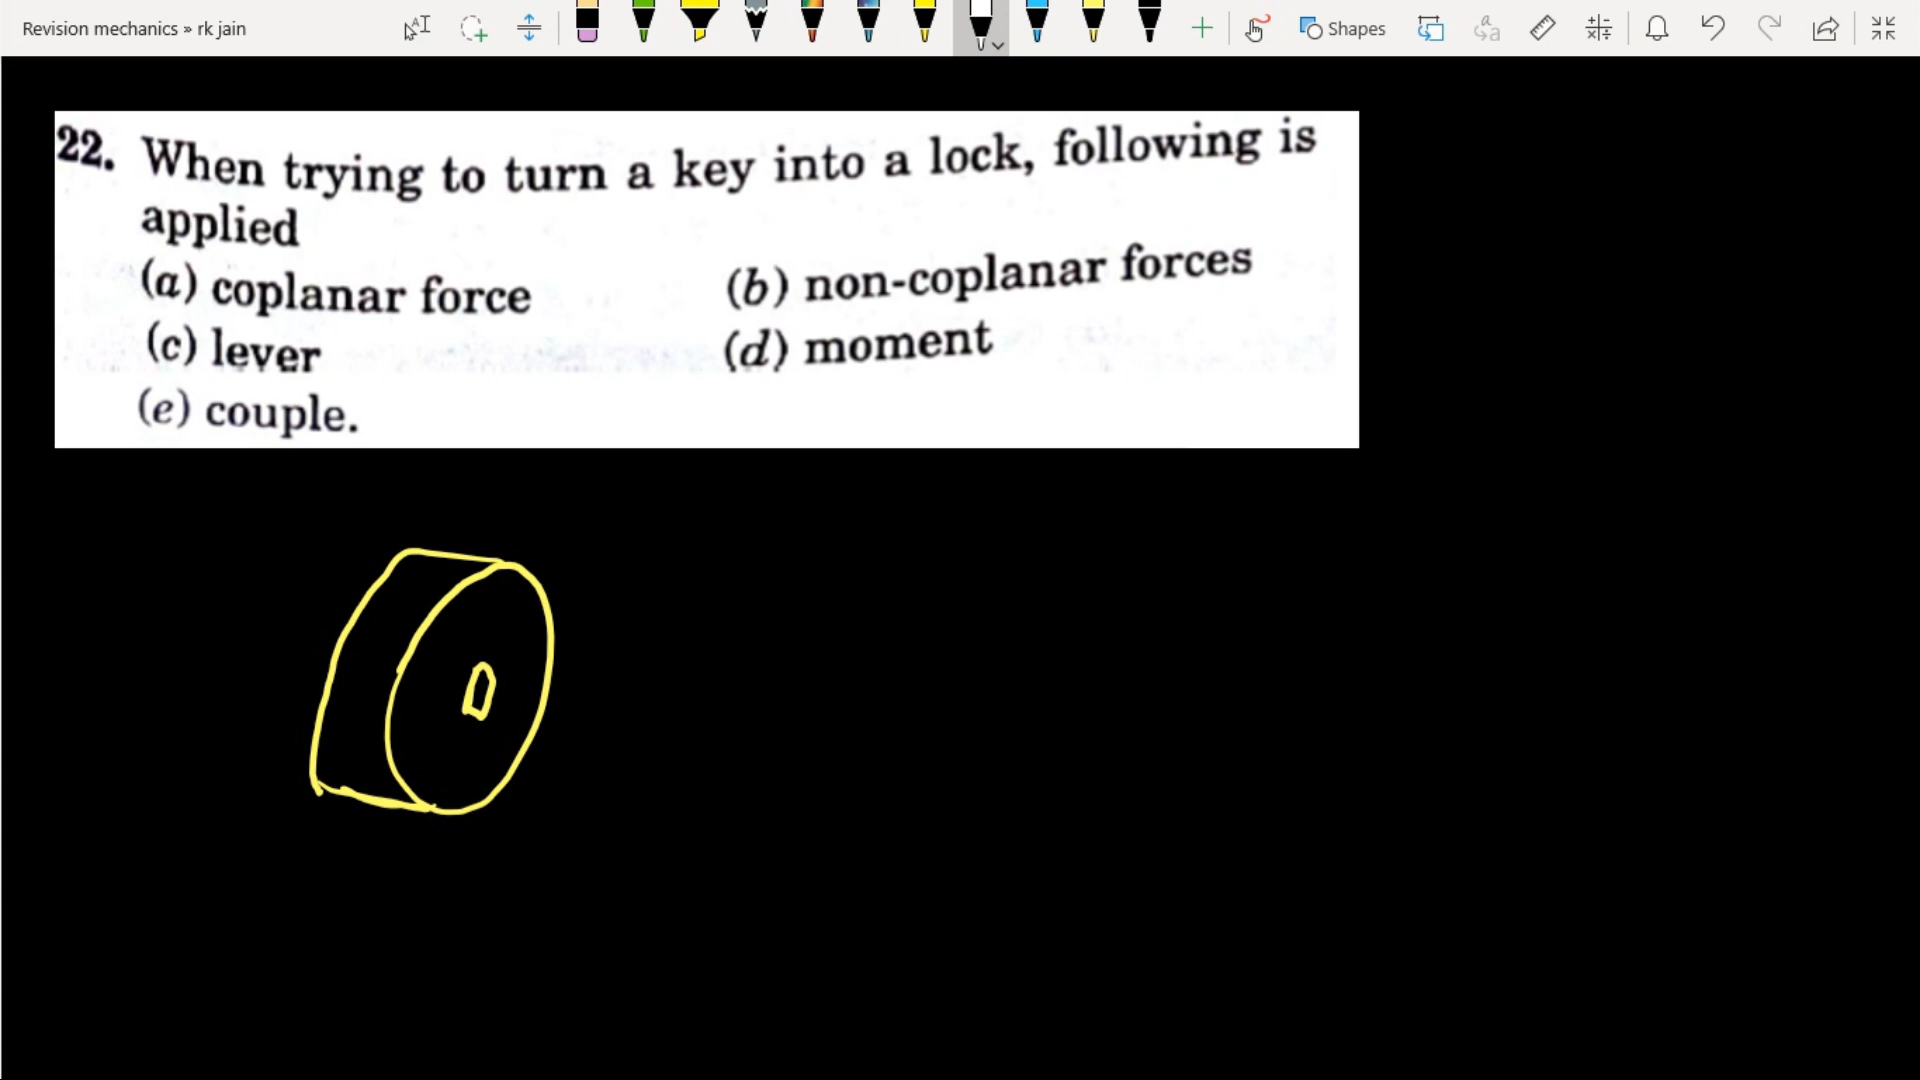 Revision mechanics » rk jain
Shapes
22. When trying to turn a key into a lock, following is
applied
(a) coplanar force (b) non-coplanar forces
(c) lever (d) moment
(e) couple.